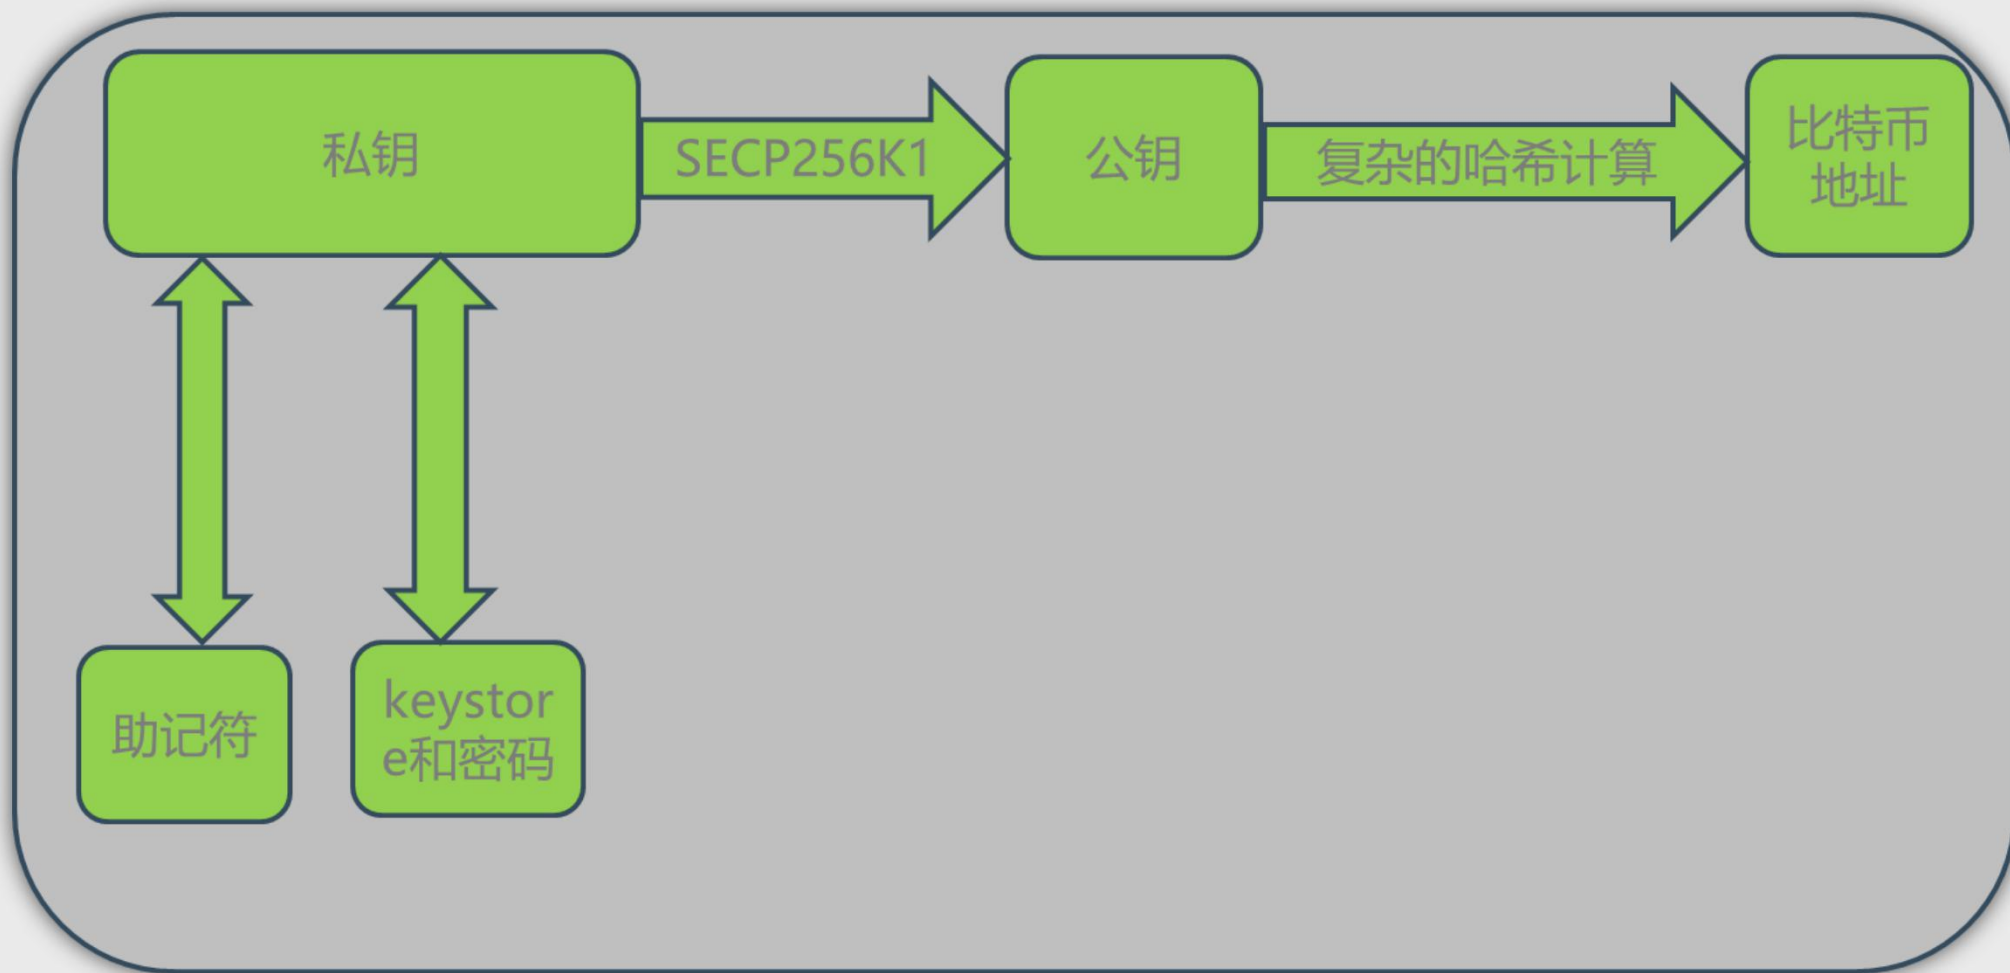 私钥
SECP256K1
公钥
复杂的哈希计算
比特币
地址
助记符
keystor
e和密码